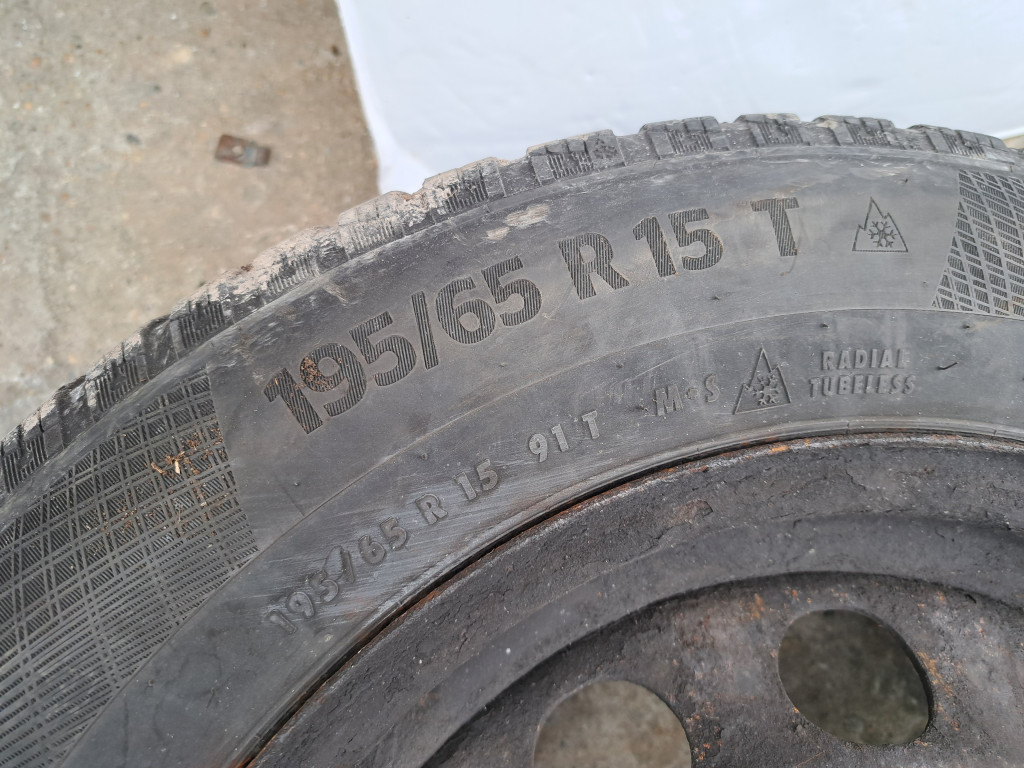 195/65 R 15 T
195/65 R 15 91 T M+S RADIAL
TUBELESS